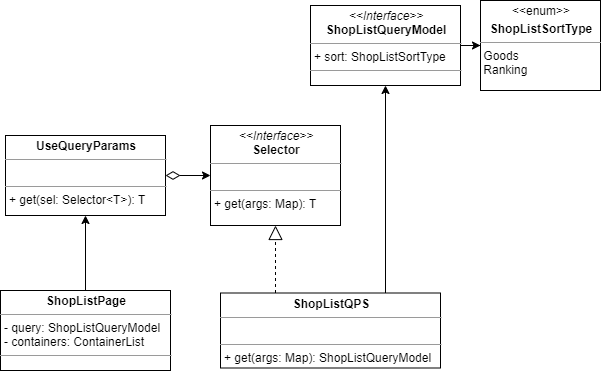 <<Interface>>
ShopListQueryModel
+ sort: ShopListSortType
<<enum>>
ShopListSortType
Goods
Ranking
UseQueryParams
+ get(sel: Selector<T>): T
<<Interface>>
Selector
+ get(args: Map): T
ShopListPage
- query: ShopListQueryModel
- containers: ContainerList
ShopListQPS
+ get(args: Map): ShopListQueryModel